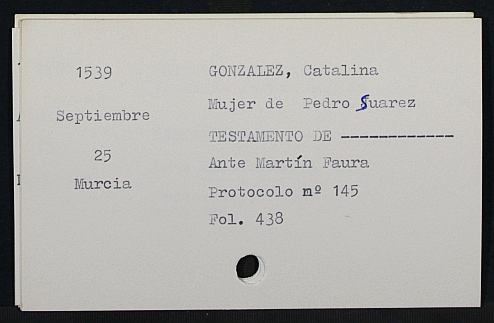 1539
Septiembre
25
Murcia
GONZALEZ, Catalina
Mujer de Pedro Suarez
TESTAMENTO DE ------------
Ante Martín Faura
Protocolo mº 145
Fol. 438